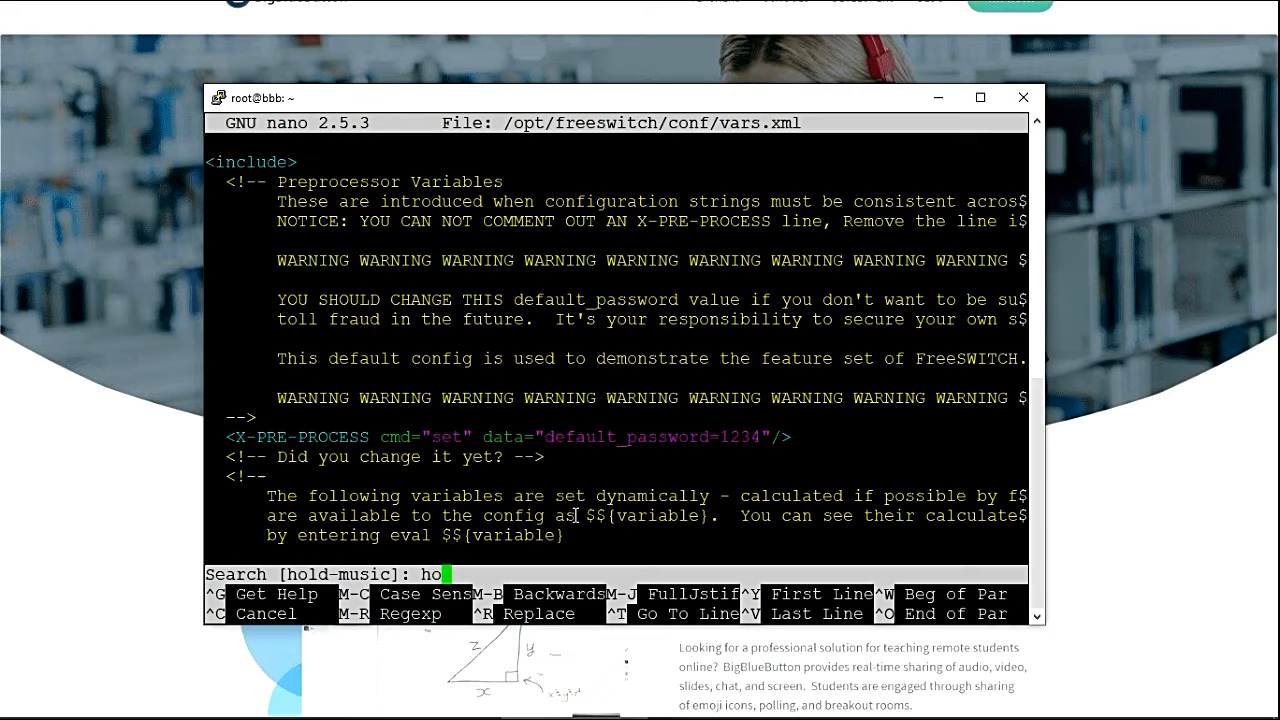 root@bbb: ~
GNU nano 2.5.3 File: /opt/freeswitch/conf/vars.xml
<include>
<!-- Preprocessor Variables
These are introduced when configuration strings must be consistent acros$
NOTICE: YOU CAN NOT COMMENT OUT AN X-PRE-PROCESS line, Remove the line i$
WARNING WARNING WARNING WARNING WARNING WARNING WARNING WARNING WARNING $
YOU SHOULD CHANGE THIS default_password value if you don't want to be su$
toll fraud in the future.  It's your responsibility to secure your own s$
This default config is used to demonstrate the feature set of FreeSWITCH.
WARNING WARNING WARNING WARNING WARNING WARNING WARNING WARNING WARNING $
-->
<X-PRE-PROCESS cmd="set" data="default_password=1234"/>
<!-- Did you change it yet? -->
<!--
The following variables are set dynamically - calculated if possible by f$
are available to the config as $${variable}.  You can see their calculate$
by entering eval $${variable}
Search [hold-music]: ho
^G Get Help M-C Case Sens M-B Backwards M-J FullJstif ^Y First Line ^W Beg of Par
^C Cancel M-R Regexp ^R Replace ^T Go To Line ^V Last Line ^O End of Par
z y
x
Looking for a professional solution for teaching remote students
online? BigBlueButton provides real-time sharing of audio, video,
slides, chat, and screen. Students are engaged through sharing
of emoji icons, polling, and breakout rooms.